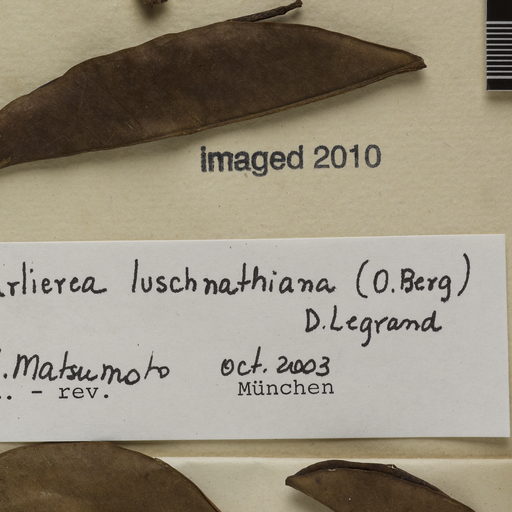 imaged 2010
rlierea luschnathiana (O.Berg)
D.Legrand
. Matsumoto oct. 2003
. - rev. München